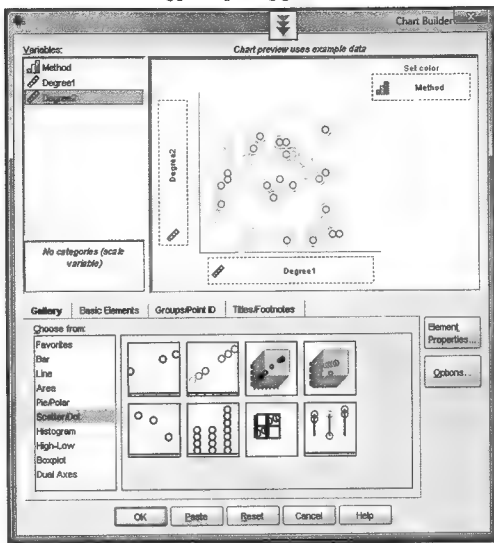 Chart Builder
Variables:
Chart preview uses example data
Method
Degree1
Degree2
Set color
Method
Degree2
No categories (scale
variable)
Degree1
Gallery
Basic Elements
Groups/Point ID
Titles/Footnotes
Choose from:
Favorites
Bar
Line
Area
Pie/Polar
Scatter/Dot
Histogram
High-Low
Boxplot
Dual Axes
Element
Properties...
Options...
OK
Paste
Reset
Cancel
Help